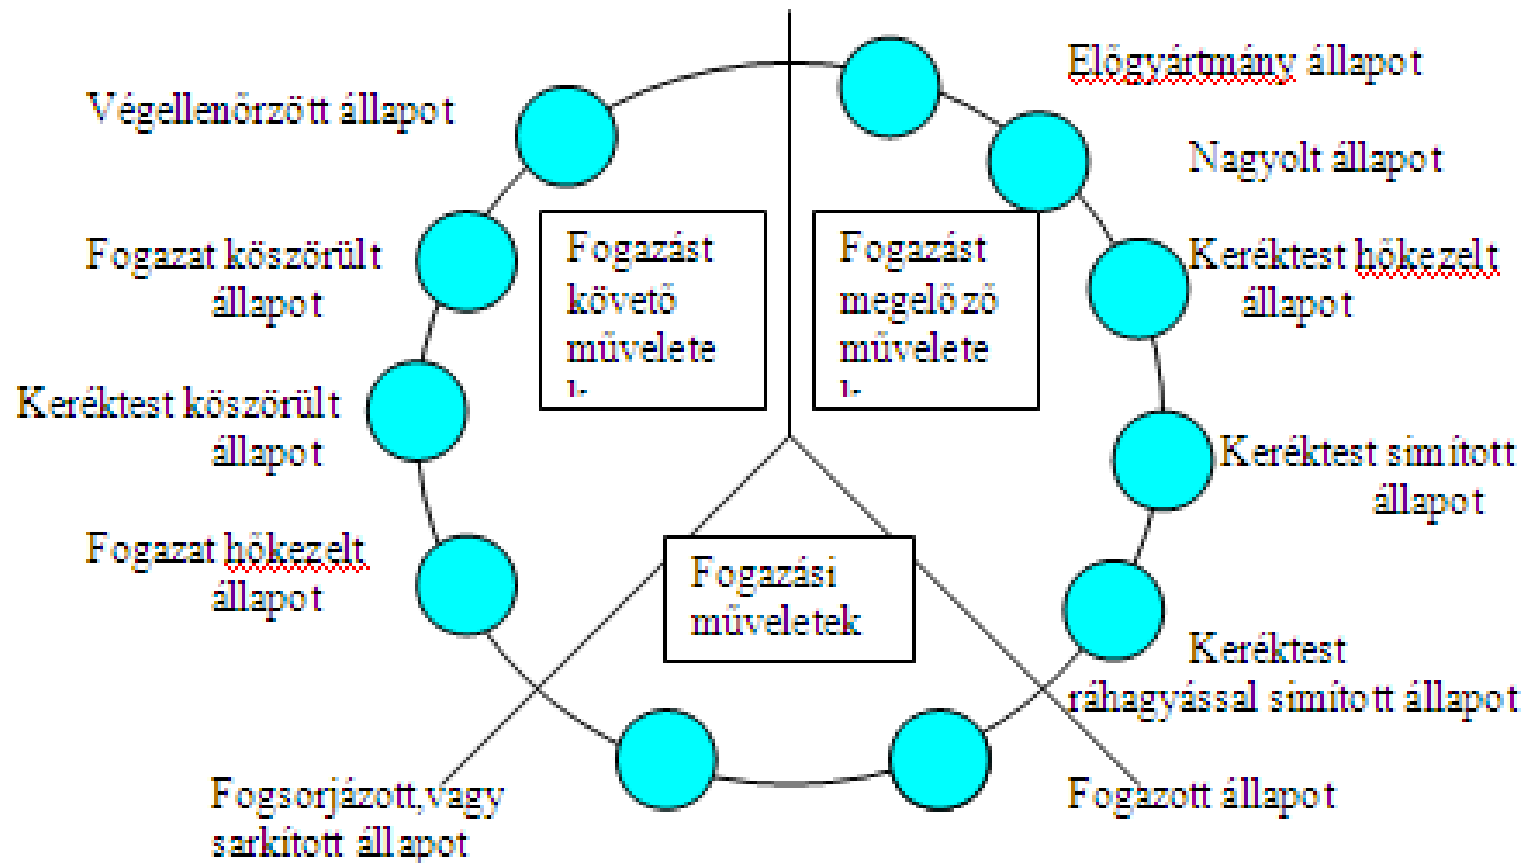 Előgyártmány állapot
Nagyolt állapot
Keréktest hőkezelt
állapot
Keréktest simított
állapot
Keréktest
ráhagyással simított állapot
Fogazott állapot
Fogsorjázott,vagy
sarkított állapot
Fogazat hőkezelt
állapot
Keréktest köszörült
állapot
Fogazat köszörült
állapot
Végellenőrzött állapot
Fogazást
követő
művelete
Fogazást
megelőző
művelete
Fogazási
műveletek